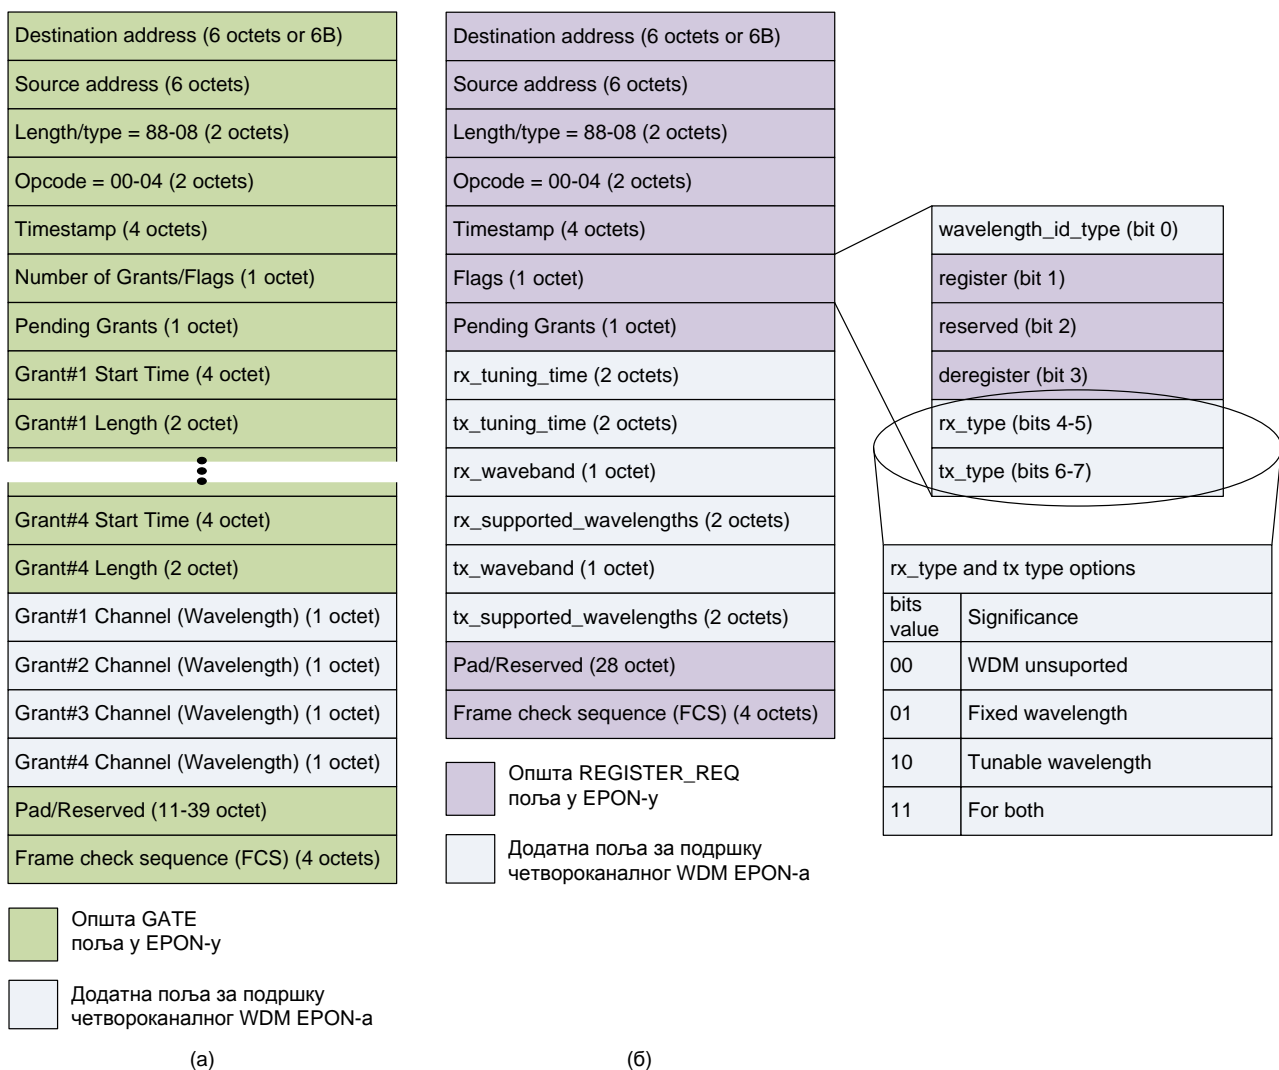 Destination address (6 octets or 6B)
Source address (6 octets)
Length/type = 88-08 (2 octets)
Opcode = 00-04 (2 octets)
Timestamp (4 octets)
Number of Grants/Flags (1 octet)
Pending Grants (1 octet)
Grant#1 Start Time (4 octet)
Grant#1 Length (2 octet)
Grant#4 Start Time (4 octet)
Grant#4 Length (2 octet)
Grant#1 Channel (Wavelength) (1 octet)
Grant#2 Channel (Wavelength) (1 octet)
Grant#3 Channel (Wavelength) (1 octet)
Grant#4 Channel (Wavelength) (1 octet)
Pad/Reserved (11-39 octet)
Frame check sequence (FCS) (4 octets)
Општа GATE
поља у EPON-у
Додатна поља за подршку
четвороканалног WDM EPON-а
(а)
Destination address (6 octets or 6B)
Source address (6 octets)
Length/type = 88-08 (2 octets)
Opcode = 00-04 (2 octets)
Timestamp (4 octets)
Flags (1 octet)
Pending Grants (1 octet)
rx_tuning_time (2 octets)
tx_tuning_time (2 octets)
rx_waveband (1 octet)
rx_supported_wavelengths (2 octets)
tx_waveband (1 octet)
tx_supported_wavelengths (2 octets)
Pad/Reserved (28 octet)
Frame check sequence (FCS) (4 octets)
Општа REGISTER_REQ
поља у EPON-у
Додатна поља за подршку
четвороканалног WDM EPON-а
(б)
wavelength_id_type (bit 0)
register (bit 1)
reserved (bit 2)
deregister (bit 3)
rx_type (bits 4-5)
tx_type (bits 6-7)
rx_type and tx type options
bits
value
Significance
00 WDM unsuported
01 Fixed wavelength
10 Tunable wavelength
11 For both